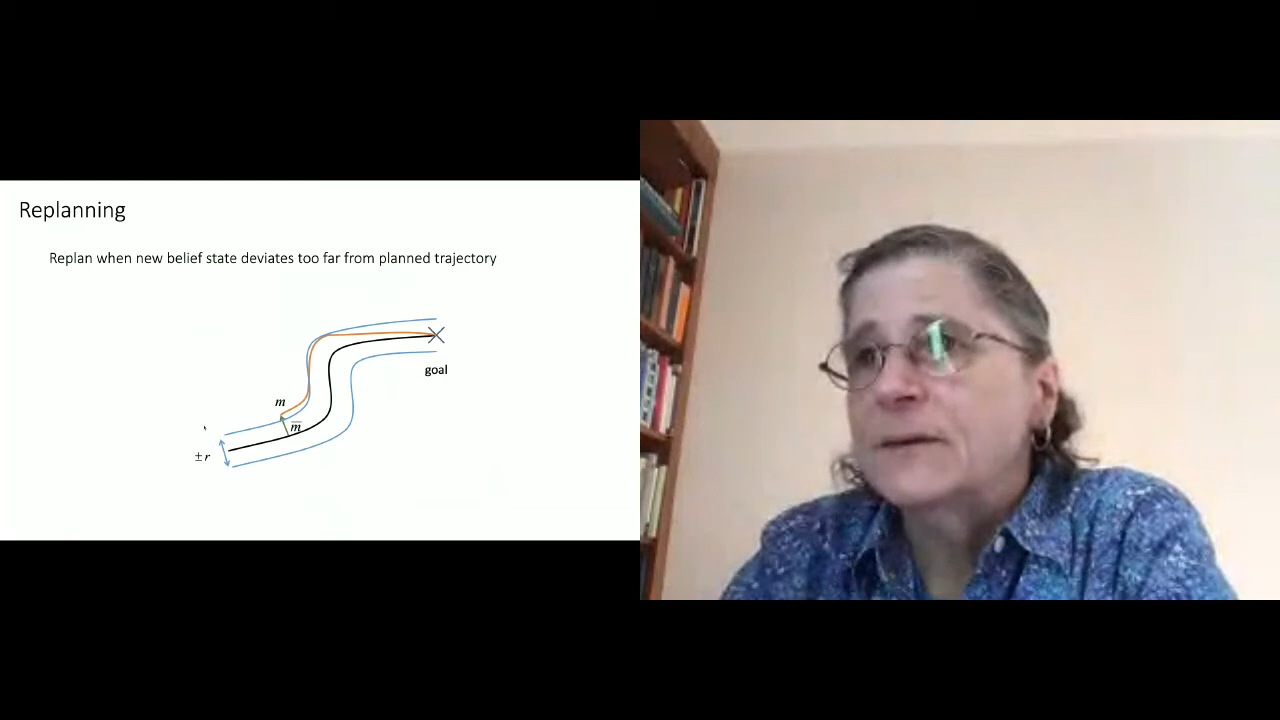 Replanning
Replan when new belief state deviates too far from planned trajectory
goal
m
m̅
± r